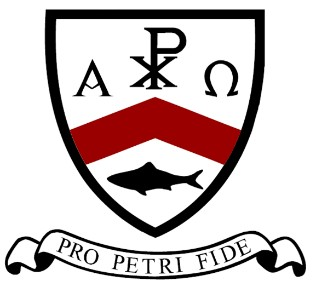 Α ☧ Ω
PRO PETRI FIDE